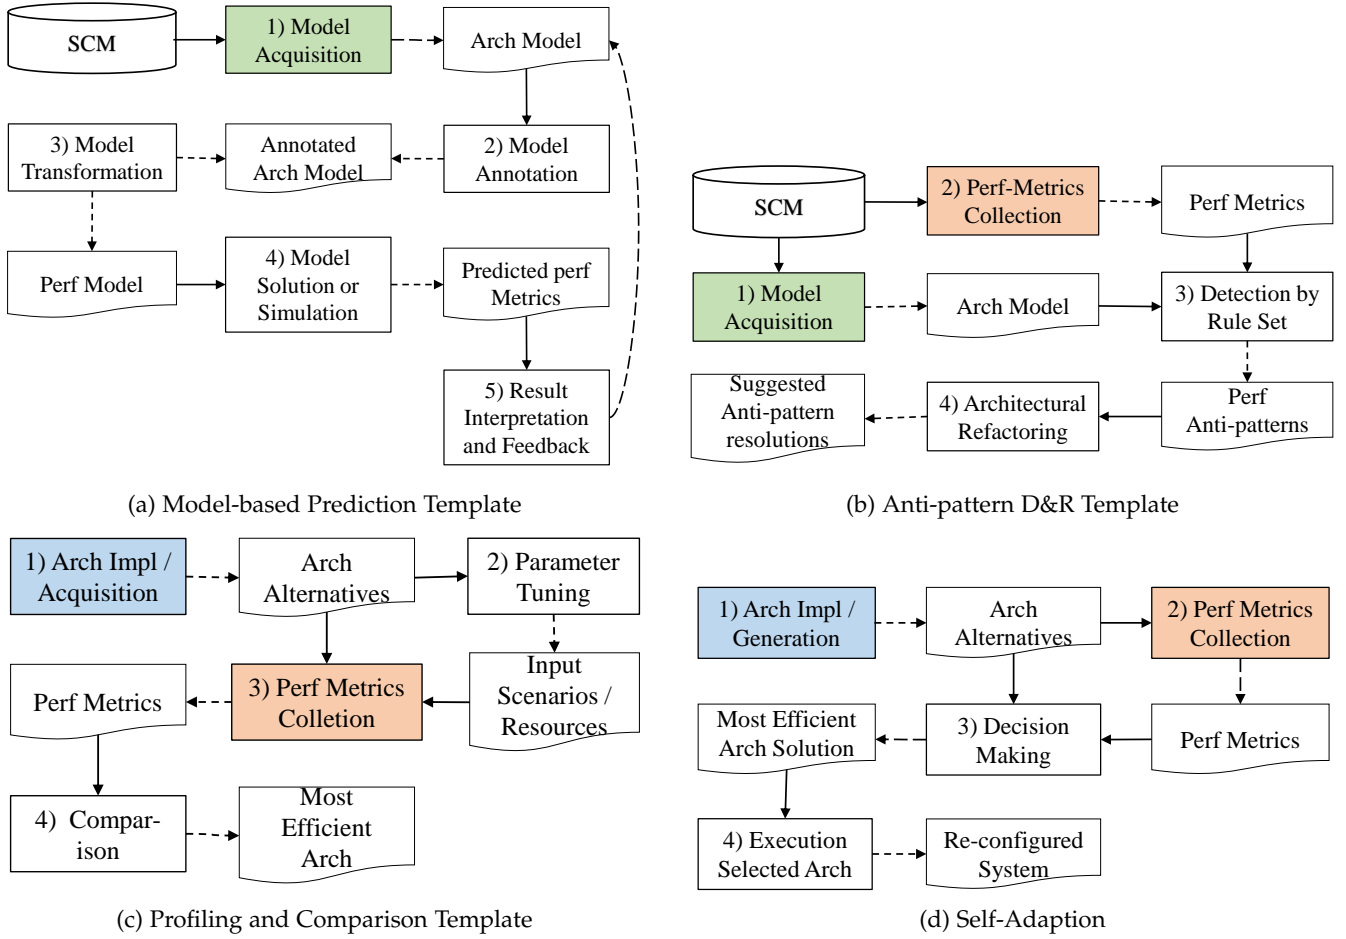 SCM
1) Model
Acquisition
Arch Model
3) Model
Transformation
Annotated
Arch Model
2) Model
Annotation
Perf Model
4) Model
Solution or
Simulation
Predicted perf
Metrics
5) Result
Interpretation
and Feedback
(a) Model-based Prediction Template
SCM
2) Perf-Metrics
Collection
Perf Metrics
1) Model
Acquisition
Arch Model
3) Detection by
Rule Set
Suggested
Anti-pattern
resolutions
4) Architectural
Refactoring
Perf
Anti-patterns
(b) Anti-pattern D&R Template
1) Arch Impl /
Acquisition
Arch
Alternatives
2) Parameter
Tuning
Perf Metrics
3) Perf Metrics
Colletion
Input
Scenarios /
Resources
4) Compar-
ison
Most
Efficient
Arch
(c) Profiling and Comparison Template
1) Arch Impl /
Generation
Arch
Alternatives
2) Perf Metrics
Collection
Most Efficient
Arch Solution
3) Decision
Making
Perf Metrics
4) Execution
Selected Arch
Re-configured
System
(d) Self-Adaption